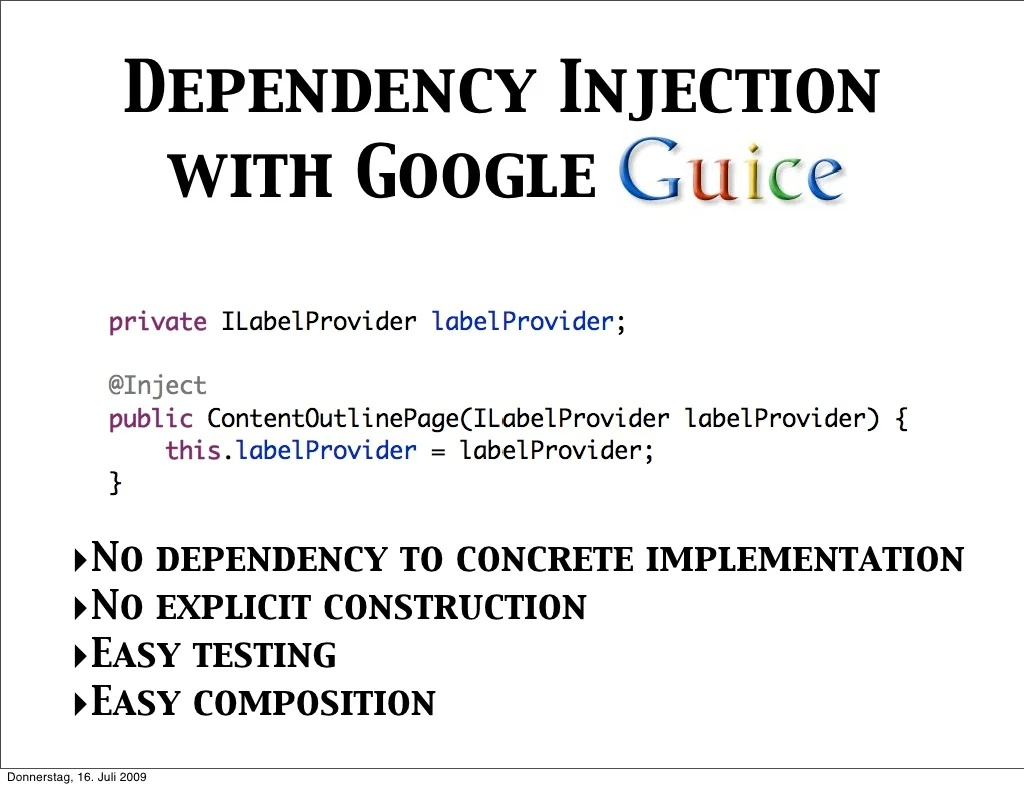 Dependency Injection
with Google Guice
private ILabelProvider labelProvider;
@Inject
public ContentOutlinePage(ILabelProvider labelProvider) {
    this.labelProvider = labelProvider;
}
‣No dependency to concrete implementation
‣No explicit construction
‣Easy testing
‣Easy composition
Donnerstag, 16. Juli 2009